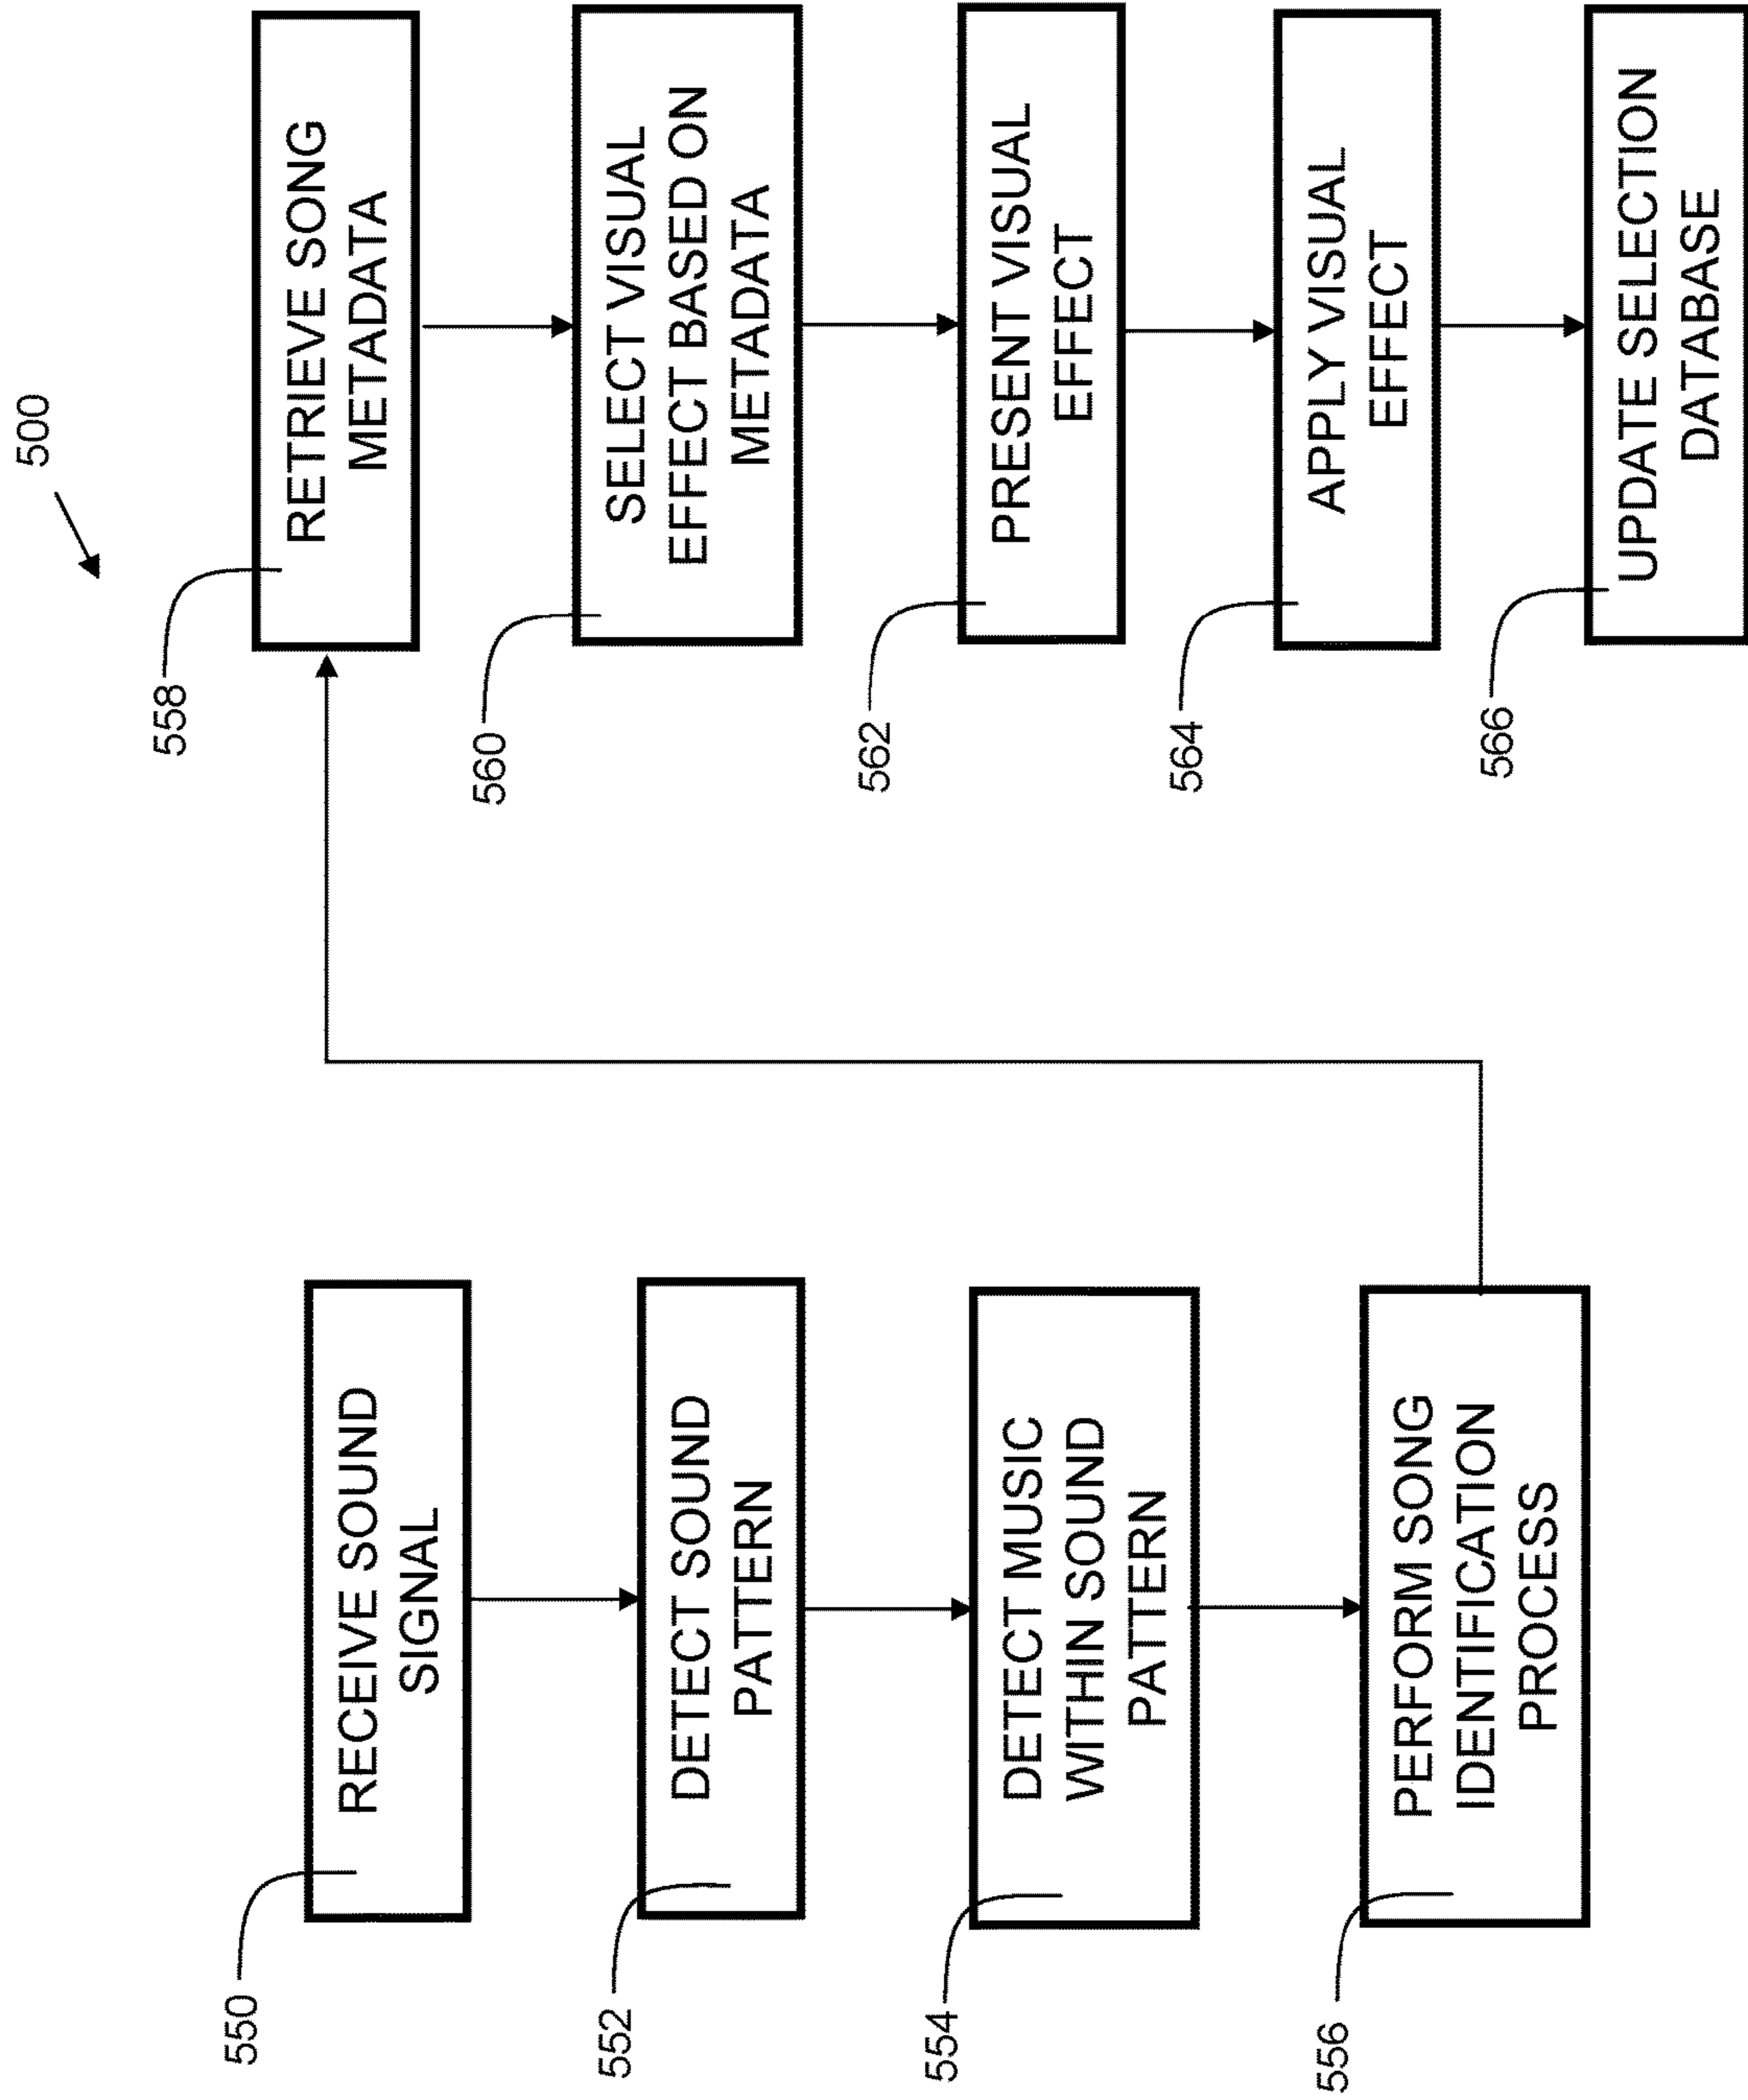 500
550
RECEIVE SOUND
SIGNAL
552
DETECT SOUND
PATTERN
554
DETECT MUSIC
WITHIN SOUND
PATTERN
556
PERFORM SONG
IDENTIFICATION
PROCESS
558
RETRIEVE SONG
METADATA
560
SELECT VISUAL
EFFECT BASED ON
METADATA
562
PRESENT VISUAL
EFFECT
564
APPLY VISUAL
EFFECT
566
UPDATE SELECTION
DATABASE